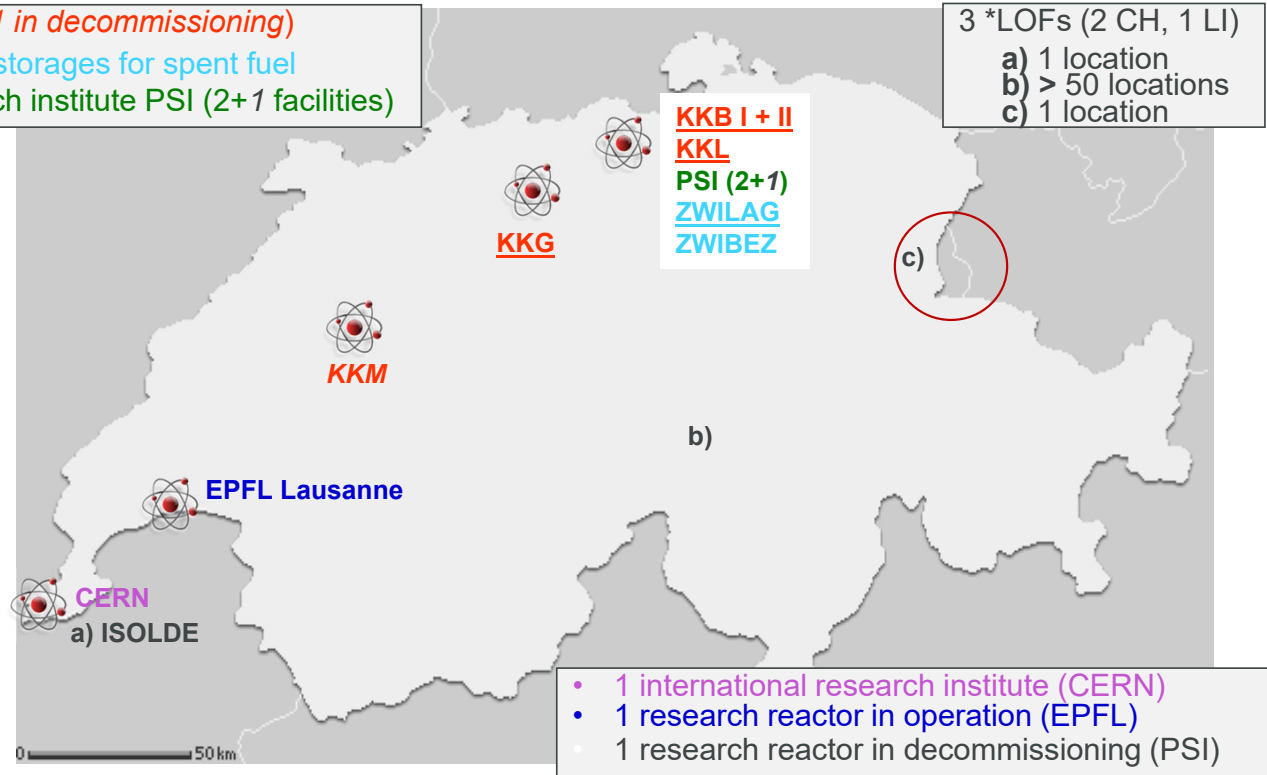 1 in decommissioning)
storages for spent fuel
ch institute PSI (2+1 facilities)
3 *LOFs (2 CH, 1 LI)
a) 1 location
b) > 50 locations
c) 1 location
KKB I + II
KKL
PSI (2+1)
ZWILAG
ZWIBEZ
KKG
c)
KKM
b)
EPFL Lausanne
CERN
a) ISOLDE
• 1 international research institute (CERN)
• 1 research reactor in operation (EPFL)
• 1 research reactor in decommissioning (PSI)
0 50 km